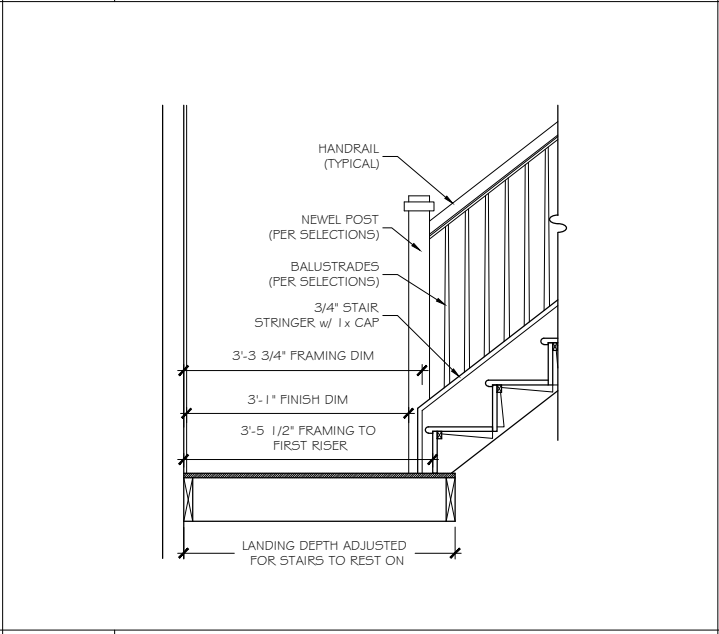 HANDRAIL
(TYPICAL)
NEWEL POST
(PER SELECTIONS)
BALUSTRADES
(PER SELECTIONS)
3/4" STAIR
STRINGER w/ 1x CAP
3'-3 3/4" FRAMING DIM
3'-1" FINISH DIM
3'-5 1/2" FRAMING TO
FIRST RISER
LANDING DEPTH ADJUSTED
FOR STAIRS TO REST ON